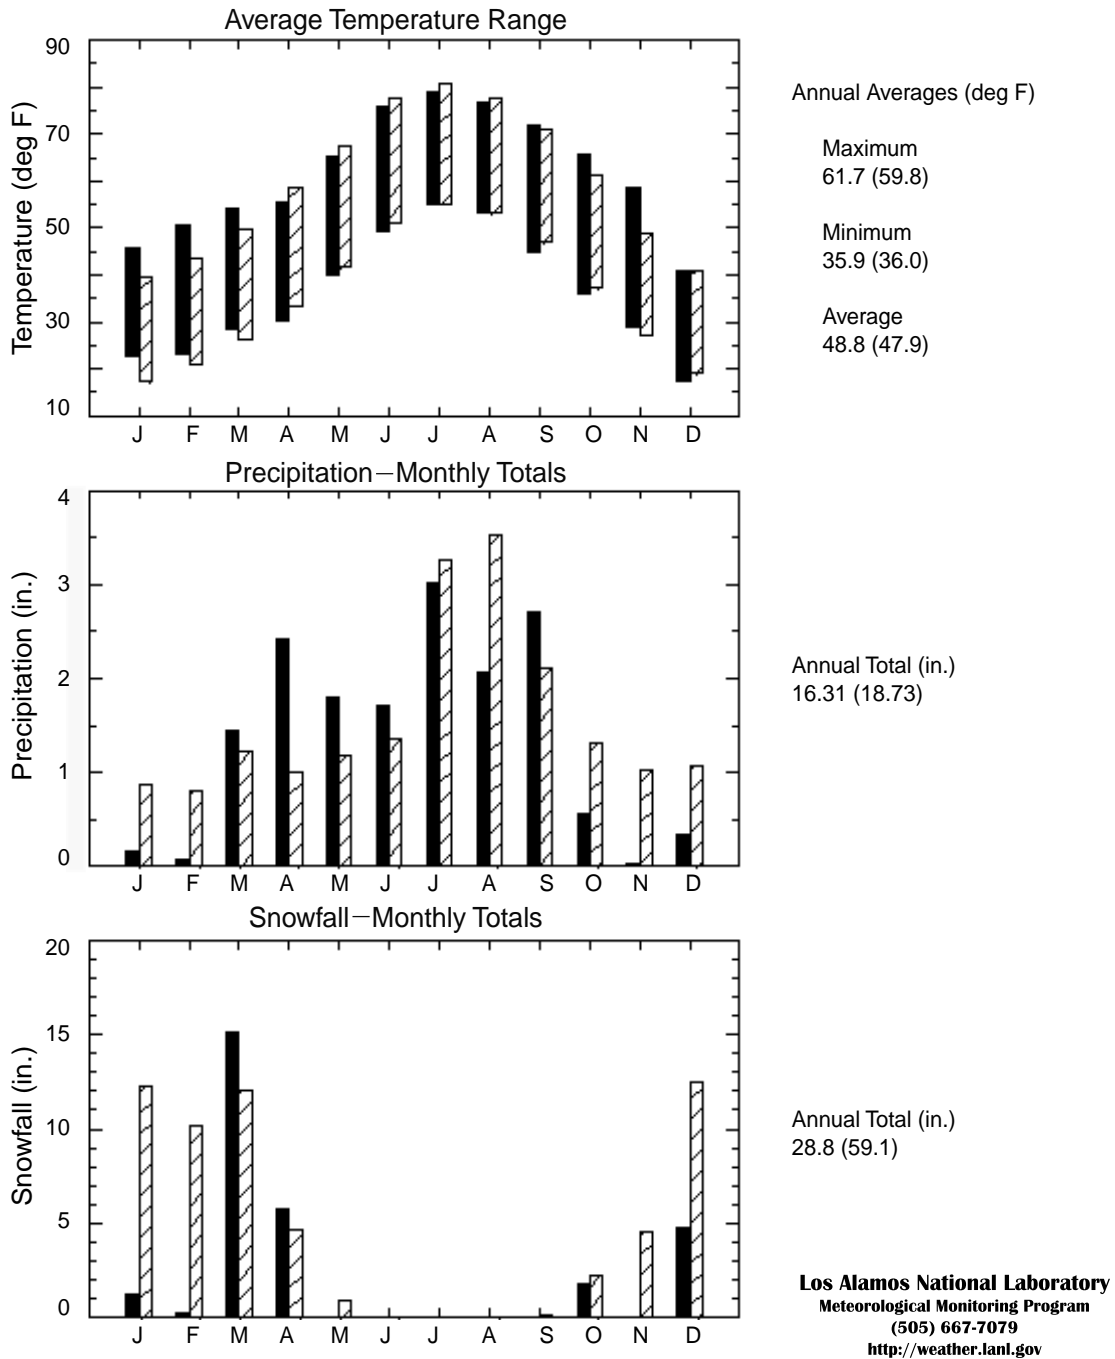 Average Temperature Range
90
70
50
30
10
Temperature (deg F)
J F M A M J J A S O N D
Annual Averages (deg F)
Maximum
61.7 (59.8)
Minimum
35.9 (36.0)
Average
48.8 (47.9)
Precipitation—Monthly Totals
4
3
2
1
0
Precipitation (in.)
J F M A M J J A S O N D
Annual Total (in.)
16.31 (18.73)
Snowfall—Monthly Totals
20
15
10
5
0
Snowfall (in.)
J F M A M J J A S O N D
Annual Total (in.)
28.8 (59.1)
Los Alamos National Laboratory
Meteorological Monitoring Program
(505) 667-7079
http://weather.lanl.gov